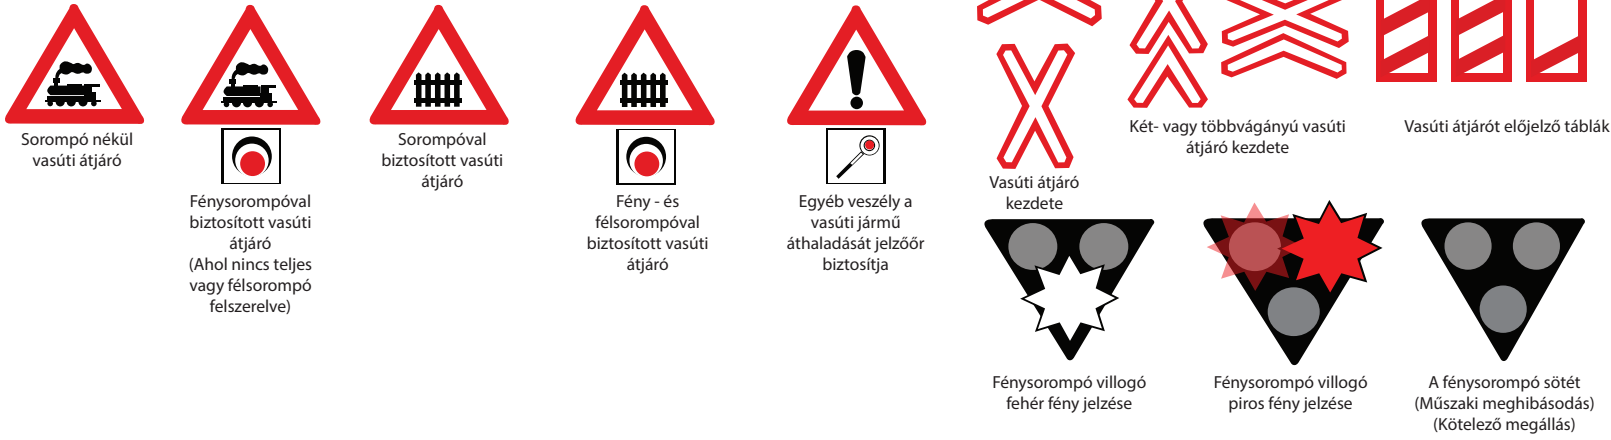 Sorompó nékül
vasúti átjáró
Fénysorompóval
biztosított vasúti
átjáró
(Ahol nincs teljes
vagy félsorompó
felszerelve)
Sorompóval
biztosított vasúti
átjáró
Fény - és
félsorompóval
biztosított vasúti
átjáró
Egyéb veszély a
vasúti jármű
áthaladását jelzőőr
biztosítja
Vasúti átjáró
kezdete
Két- vagy többvágányú vasúti
átjáró kezdete
Vasúti átjárót előjelző táblák
Fénysorompó villogó
fehér fény jelzése
Fénysorompó villogó
piros fény jelzése
A fénysorompó sötét
(Műszaki meghibásodás)
(Kötelező megállás)